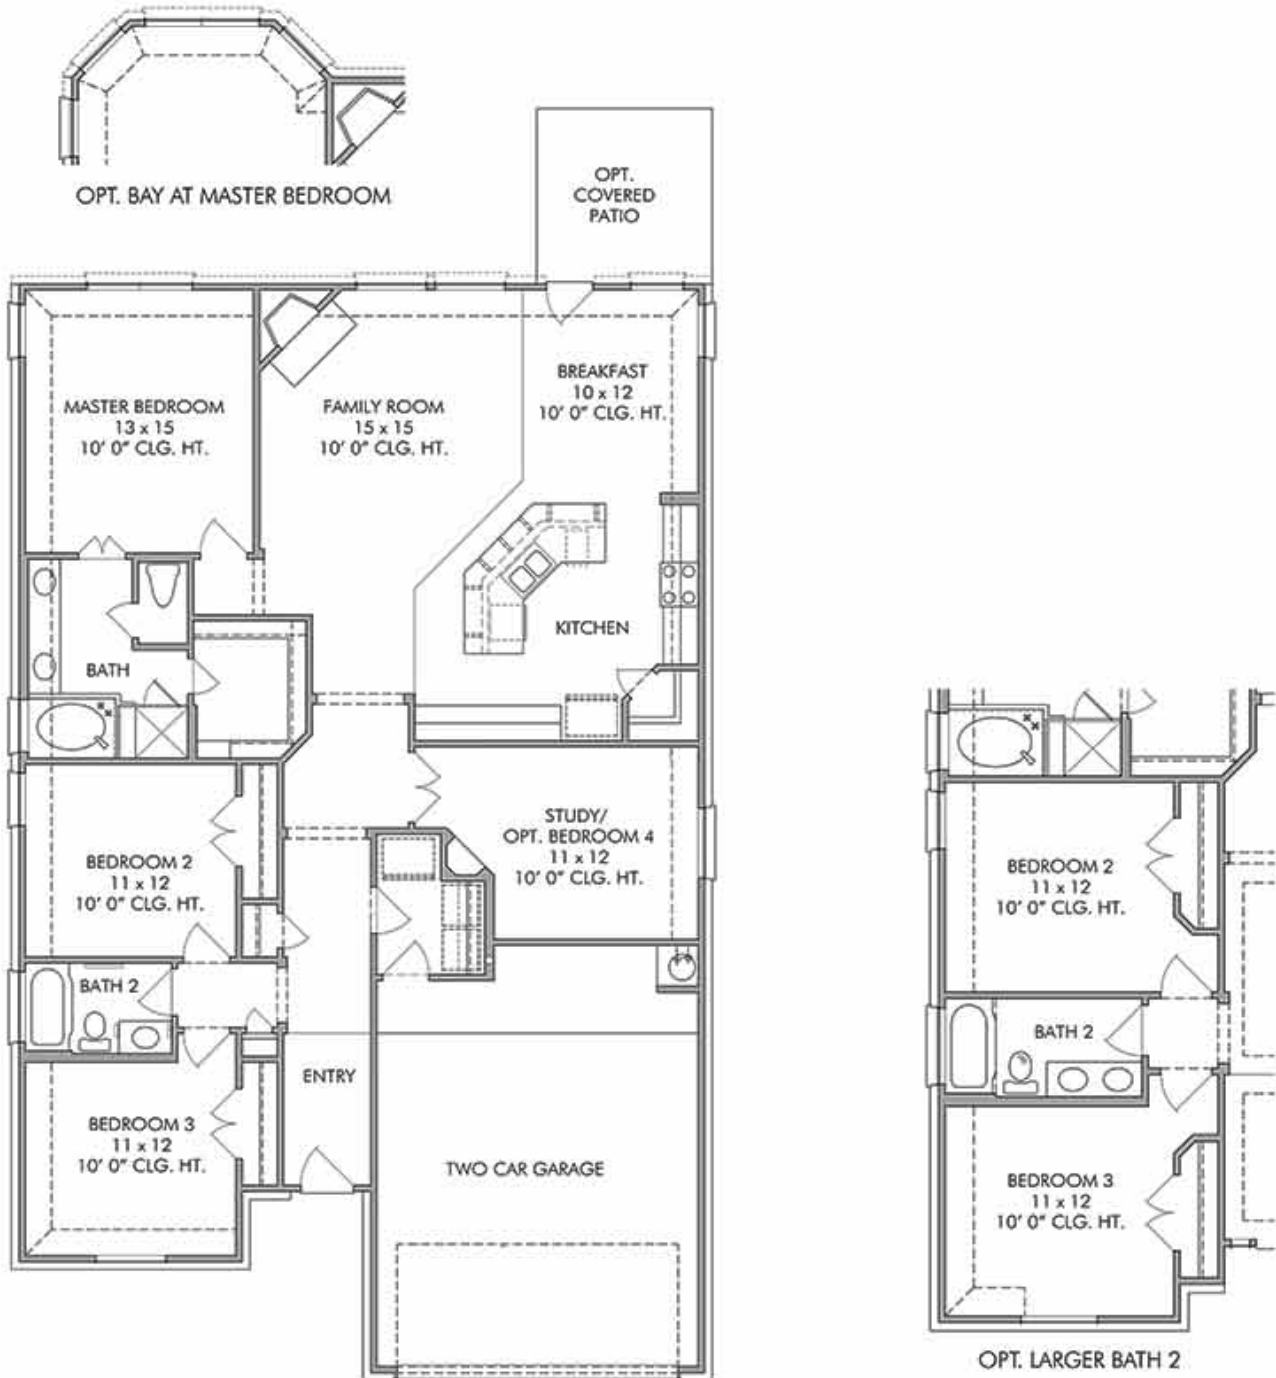 OPT. BAY AT MASTER BEDROOM
OPT.
COVERED
PATIO
MASTER BEDROOM
13 x 15
10' 0" CLG. HT.
FAMILY ROOM
15 x 15
10' 0" CLG. HT.
BREAKFAST
10 x 12
10' 0" CLG. HT.
KITCHEN
BATH
STUDY/
OPT. BEDROOM 4
11 x 12
10' 0" CLG. HT.
BEDROOM 2
11 x 12
10' 0" CLG. HT.
BATH 2
ENTRY
BEDROOM 3
11 x 12
10' 0" CLG. HT.
TWO CAR GARAGE
BEDROOM 2
11 x 12
10' 0" CLG. HT.
BATH 2
BEDROOM 3
11 x 12
10' 0" CLG. HT.
OPT. LARGER BATH 2